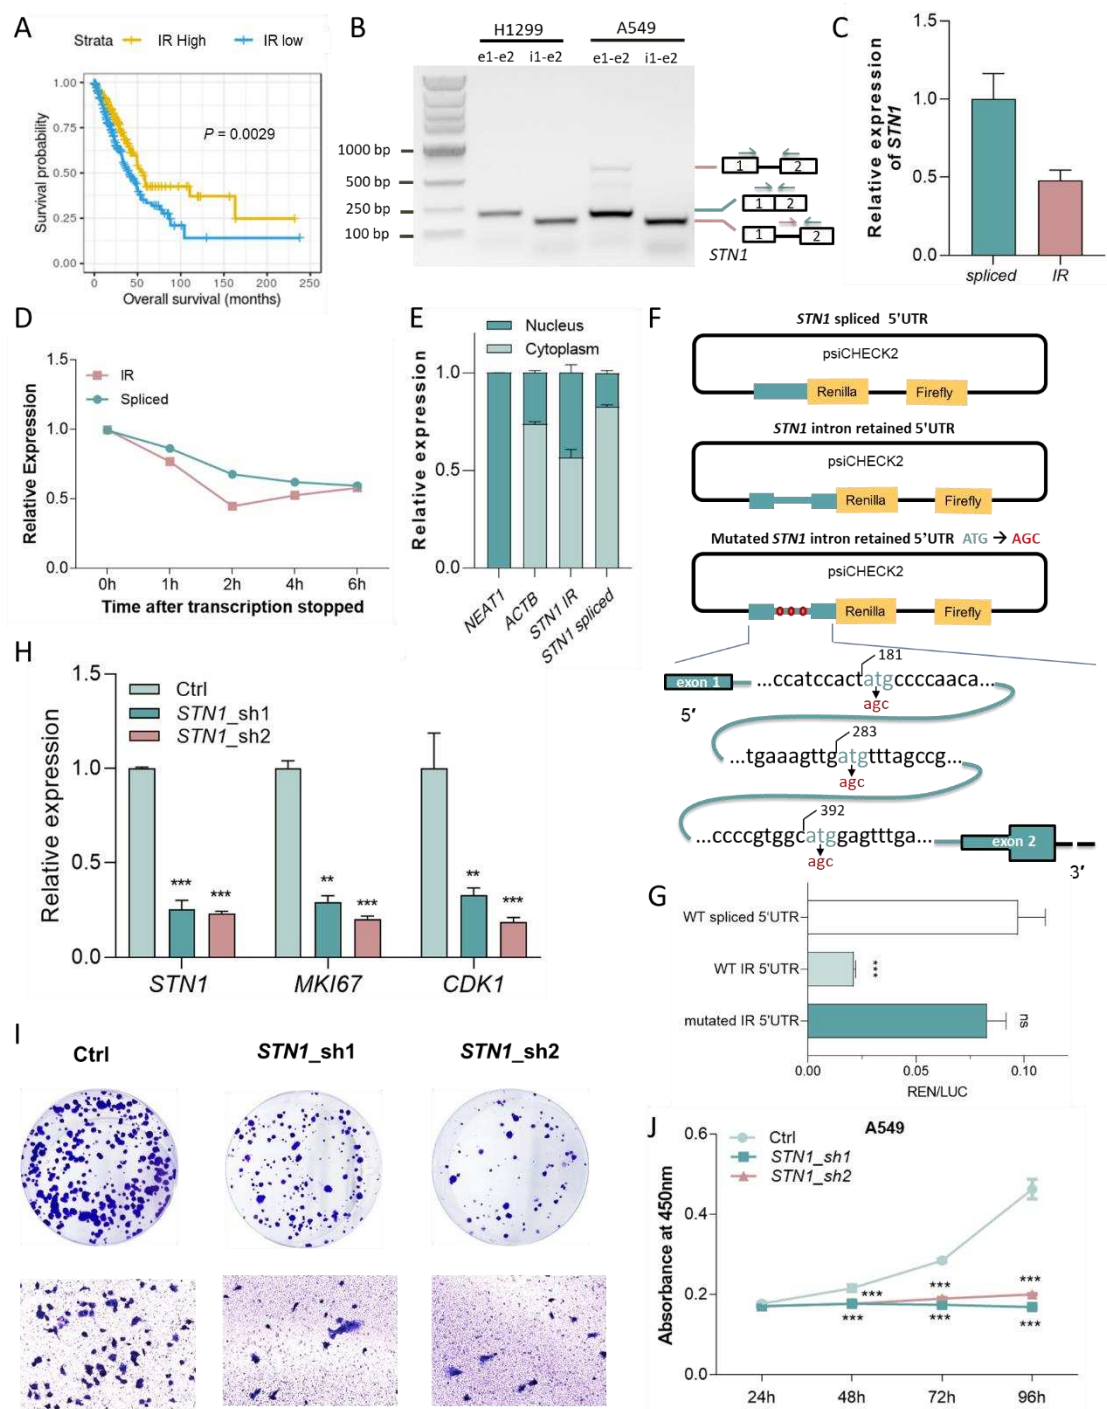 A
Strata IR High IR low
Survival probability
1.00
0.75
0.50
0.25
0.00
P = 0.0029
0 50 100 150 200 250
Overall survival (months)
B
H1299 A549
e1-e2 i1-e2 e1-e2 i1-e2
1000 bp
500 bp
250 bp
100 bp
1 2
1 2
1 2
STN1
C
Relative expression
of STN1
1.5
1.0
0.5
0.0
spliced IR
D
Relative Expression
1.5
1.0
0.5
0.0
IR
Spliced
0h 1h 2h 4h 6h
Time after transcription stopped
E
Nucleus
Cytoplasm
Relative expression
1.0
0.5
0.0
NEAT1
ACTB
STN1 IR
STN1 spliced
F
STN1 spliced 5'UTR
psiCHECK2
Renilla Firefly
STN1 intron retained 5'UTR
psiCHECK2
Renilla Firefly
Mutated STN1 intron retained 5'UTR ATG → AGC
psiCHECK2
Renilla Firefly
181
exon 1 ...ccatccactatgccccaaca...
agc
5'
283
...tgaaagttgatgtttagccg...
agc
392
...ccccgtggcatggagtttga...
agc
exon 2
3'
G
WT spliced 5'UTR
WT IR 5'UTR
***
mutated IR 5'UTR
ns
0.00 0.05 0.10
REN/LUC
H
Relative expression
1.5
1.0
0.5
0.0
Ctrl
STN1_sh1
STN1_sh2
*** *** ** *** ** ***
STN1 MKI67 CDK1
I
Ctrl STN1_sh1 STN1_sh2
J
A549
Ctrl
STN1_sh1
STN1_sh2
Absorbance at 450nm
0.6
0.4
0.2
0.0
*** *** ***
*** *** ***
24h 48h 72h 96h